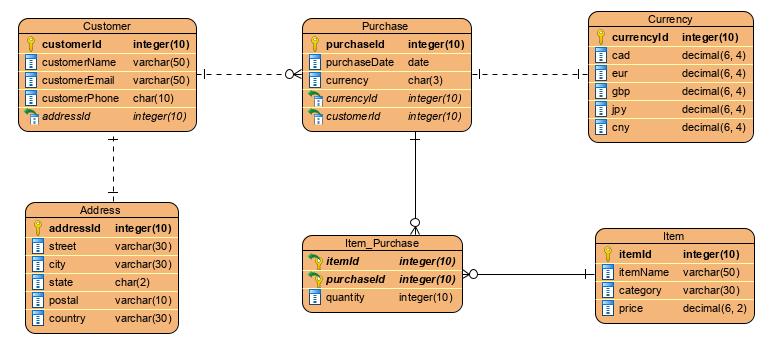 Customer
customerId integer(10)
customerName varchar(50)
customerEmail varchar(50)
customerPhone char(10)
addressId integer(10)
Purchase
purchaseId integer(10)
purchaseDate date
currency char(3)
currencyId integer(10)
customerId integer(10)
Currency
currencyId integer(10)
cad decimal(6, 4)
eur decimal(6, 4)
gbp decimal(6, 4)
jpy decimal(6, 4)
cny decimal(6, 4)
Address
addressId integer(10)
street varchar(30)
city varchar(30)
state char(2)
postal varchar(10)
country varchar(30)
Item_Purchase
itemId integer(10)
purchaseId integer(10)
quantity integer(10)
Item
itemId integer(10)
itemName varchar(50)
category varchar(30)
price decimal(6, 2)